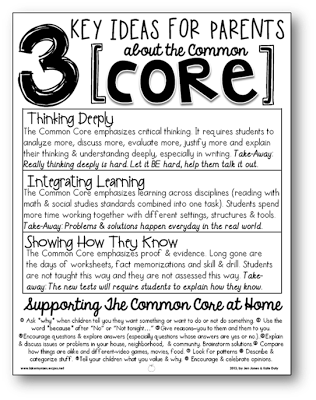 3 KEY IDEAS FOR PARENTS
about the Common
[CORE]
Thinking Deeply
The Common Core emphasizes critical thinking. It requires students to
analyze more, discuss more, evaluate more, justify more and explain
their thinking & understanding deeply, especially in writing. Take-Away:
Really thinking deeply is hard. Let it BE hard, help them talk it out.
Integrating Learning
The Common Core emphasizes learning across disciplines (reading with
math & social studies standards combined into one task). Students spend
more time working together with different settings, structures & tools.
Take-Away: Problems & solutions happen everyday in the real world.
Showing How They Know
The Common Core emphasizes proof & evidence. Long gone are
the days of worksheets, fact memorizations and skill & drill. Students
are not taught this way and they are not assessed this way. Take-
away: The new tests will require students to explain how they know.
Supporting The Common Core at Home
Ask "why" when children tell you they want something or want to do or not do something. Use the
word "because" after "No" or "Not tonight..." Give reasons-you to them and them to you.
Encourage questions & explore answers (especially questions whose answers are yes or no.) Explain
& discuss issues or problems in your house, neighborhood, & community. Brainstorm solutions. Compare
how things are alike and different-video games, movies, food. Look for patterns. Describe &
categorize stuff. Tell your children what you value & why. Encourage & celebrate opinions.